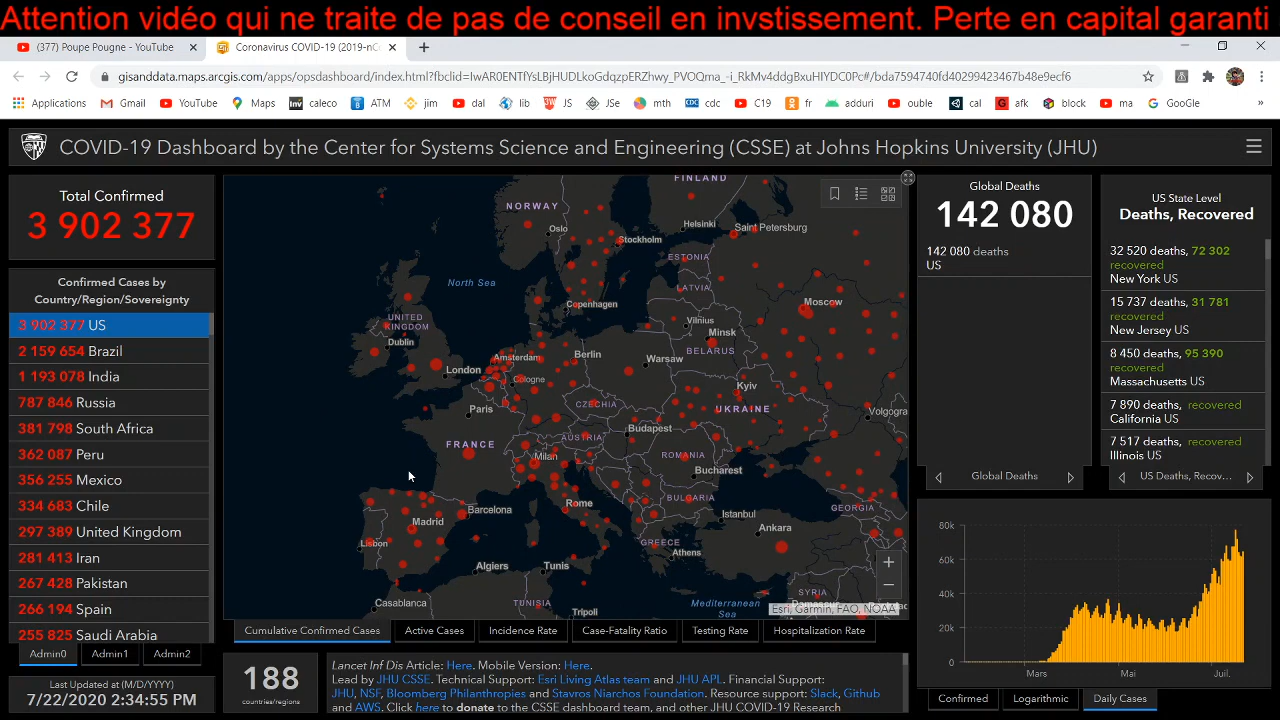 Attention vidéo qui ne traite de pas de conseil en invstissement. Perte en capital garanti
(377) Poupe Pougne - YouTube
Coronavirus COVID-19 (2019-nC
gisanddata.maps.arcgis.com/apps/opsdashboard/index.html?fbclid=
Applications Gmail YouTube Maps caleco ATM jim dal lib JS JSe mth cdc C19 fr adduri ouble cal afk block ma GooGle »
COVID-19 Dashboard by the Center for Systems Science and Engineering (CSSE) at Johns Hopkins University (JHU)
Total Confirmed
3 902 377
Confirmed Cases by
Country/Region/Sovereignty
3 902 377 US
2 159 654 Brazil
1 193 078 India
787 846 Russia
381 798 South Africa
362 087 Peru
356 255 Mexico
334 683 Chile
297 389 United Kingdom
281 413 Iran
267 428 Pakistan
266 194 Spain
255 825 Saudi Arabia
Admin0 Admin1 Admin2
Last Updated at (M/D/YYYY)
7/22/2020 2:34:55 PM
FINLAND
NORWAY
Helsinki
Oslo
Saint Petersburg
Stockholm
ESTONIA
North Sea
LATVIA
Copenhagen
Moscow
UNITED
KINGDOM
Vilnius
Minsk
Dublin
BELARUS
Amsterdam
Berlin
Warsaw
London
Cologne
Kyiv
CZECHIA
Paris
UKRAINE
Volgogra
Budapest
AUSTRIA
FRANCE
Milan
ROMANIA
Bucharest
BULGARIA
Rome
Barcelona
GEORGIA
Madrid
Istanbul
Ankara
Lisbon
GREECE
Athens
Algiers
Tunis
SYRIA
Casablanca
TUNISIA
Mediterranean
Sea
Tripoli
Esri, Garmin, FAO, NOAA
Cumulative Confirmed Cases Active Cases Incidence Rate Case-Fatality Ratio Testing Rate Hospitalization Rate
188
countries/regions
Lancet Inf Dis Article: Here. Mobile Version: Here.
Lead by JHU CSSE. Technical Support: Esri Living Atlas team and JHU APL. Financial Support:
JHU, NSF, Bloomberg Philanthropies and Stavros Niarchos Foundation. Resource support: Slack, Github
and AWS. Click here to donate to the CSSE dashboard team, and other JHU COVID-19 Research
Global Deaths
142 080
142 080 deaths
US
Global Deaths
US State Level
Deaths, Recovered
32 520 deaths, 72 302
recovered
New York US
15 737 deaths, 31 781
recovered
New Jersey US
8 450 deaths, 95 390
recovered
Massachusetts US
7 890 deaths, recovered
California US
7 517 deaths, recovered
Illinois US
US Deaths, Recov...
80k
60k
40k
20k
0
Mars Mai Juil.
Confirmed Logarithmic Daily Cases